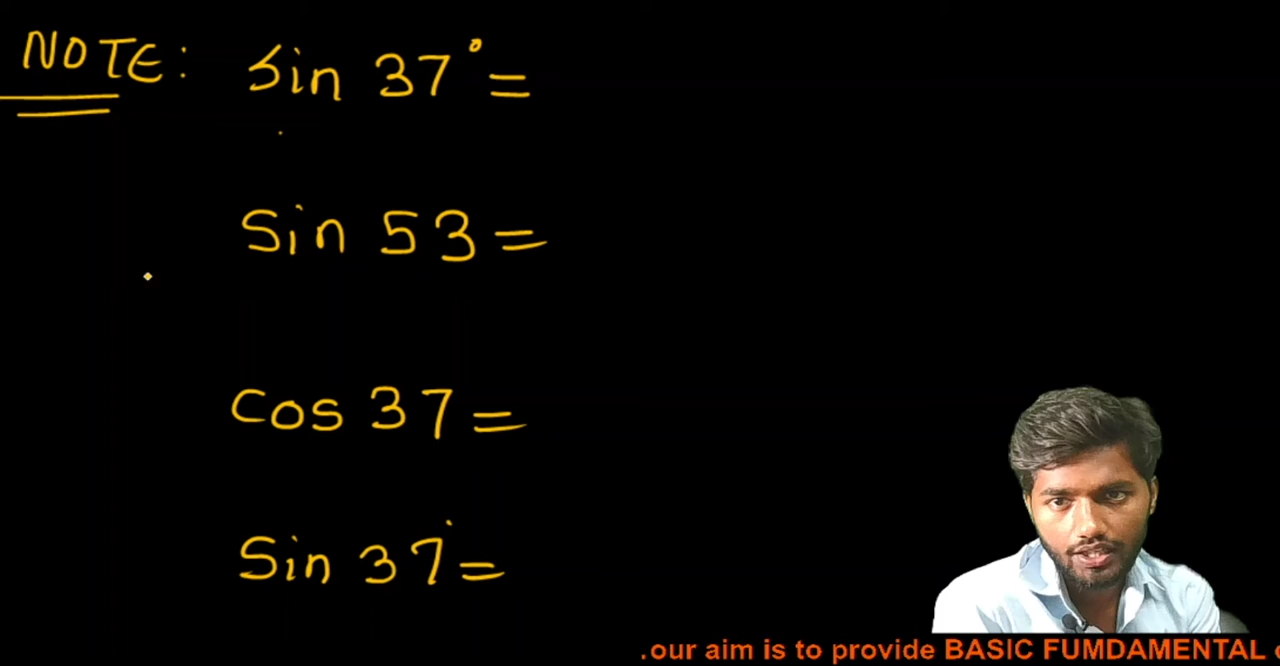 NOTE: Sin 37° =
Sin 53 =
cos 37 =
Sin 37° =
.our aim is to provide BASIC FUMDAMENTAL